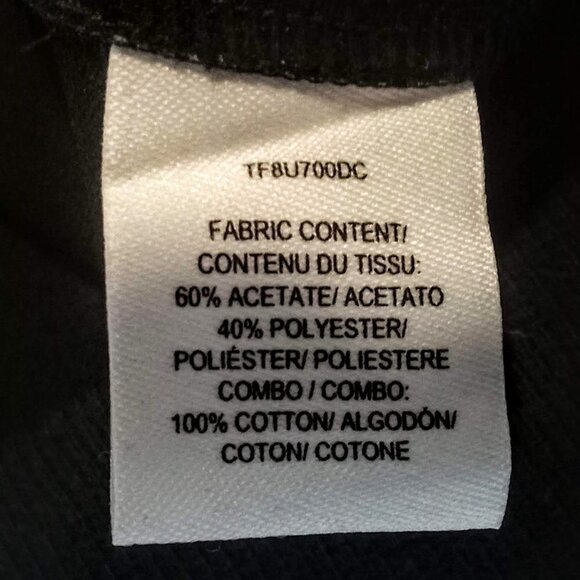 TF8U700DC
FABRIC CONTENT/
CONTENU DU TISSU:
60% ACETATE/ ACETATO
40% POLYESTER/
POLIÉSTER/ POLIESTERE
COMBO / COMBO:
100% COTTON/ ALGODÓN/
COTON/ COTONE